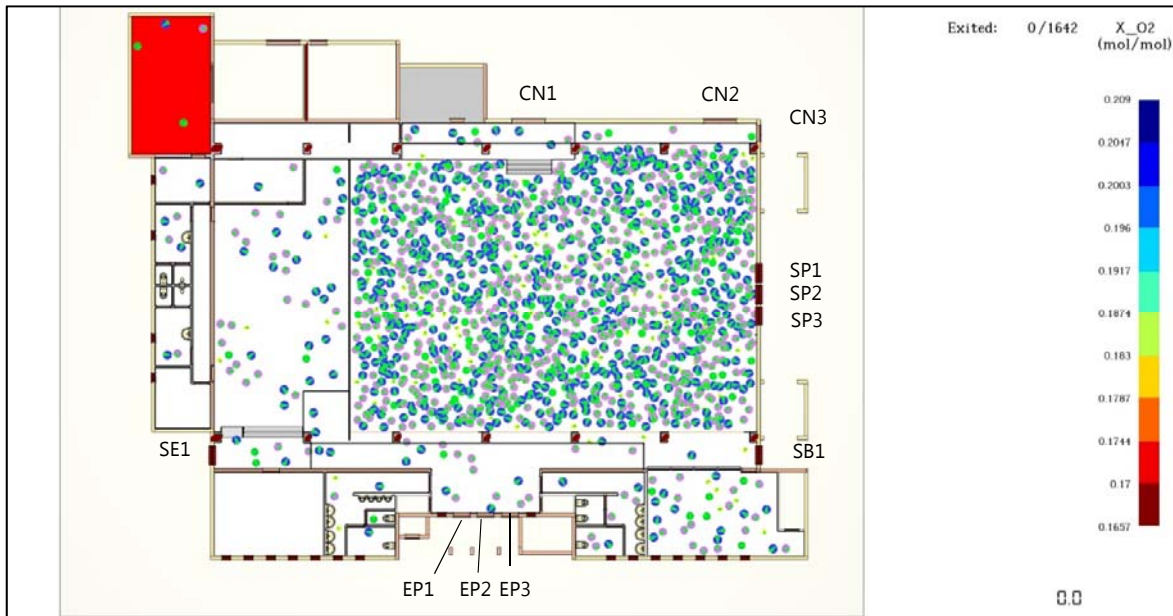 Exited: 0/1642 X_O2
(mol/mol)
CN1 CN2
CN3
0.209
0.2047
0.2003
0.196
0.1917
0.1874
0.183
0.1787
0.1744
0.17
0.1657
SP1
SP2
SP3
SE1 SB1
EP1 EP2 EP3
0.0